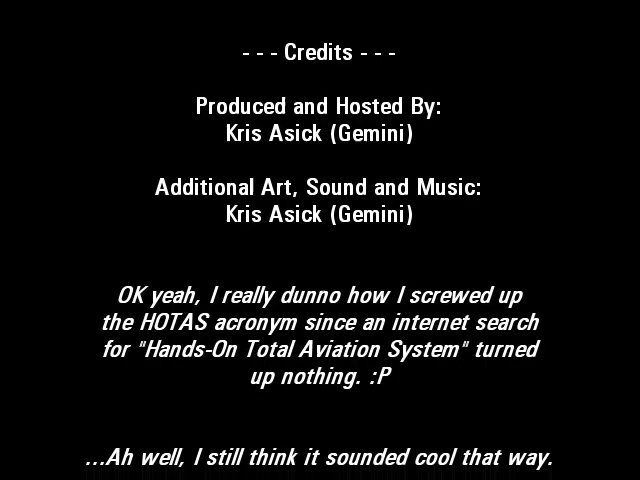 - - - Credits - - -
Produced and Hosted By:
Kris Asick (Gemini)
Additional Art, Sound and Music:
Kris Asick (Gemini)
OK yeah, I really dunno how I screwed up
the HOTAS acronym since an internet search
for "Hands-On Total Aviation System" turned
up nothing. :P
...Ah well, I still think it sounded cool that way.